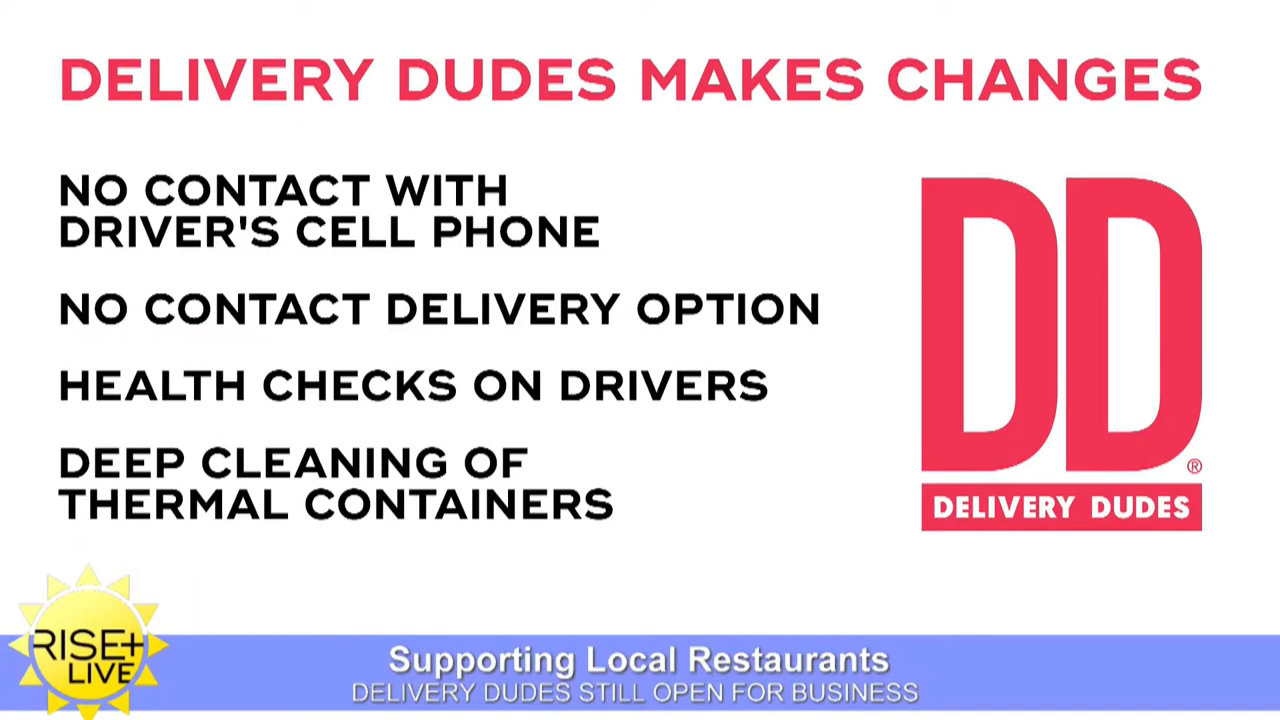 DELIVERY DUDES MAKES CHANGES
NO CONTACT WITH
DRIVER'S CELL PHONE
NO CONTACT DELIVERY OPTION
HEALTH CHECKS ON DRIVERS
DEEP CLEANING OF
THERMAL CONTAINERS
DD®
DELIVERY DUDES
RISE+
LIVE
Supporting Local Restaurants
DELIVERY DUDES STILL OPEN FOR BUSINESS